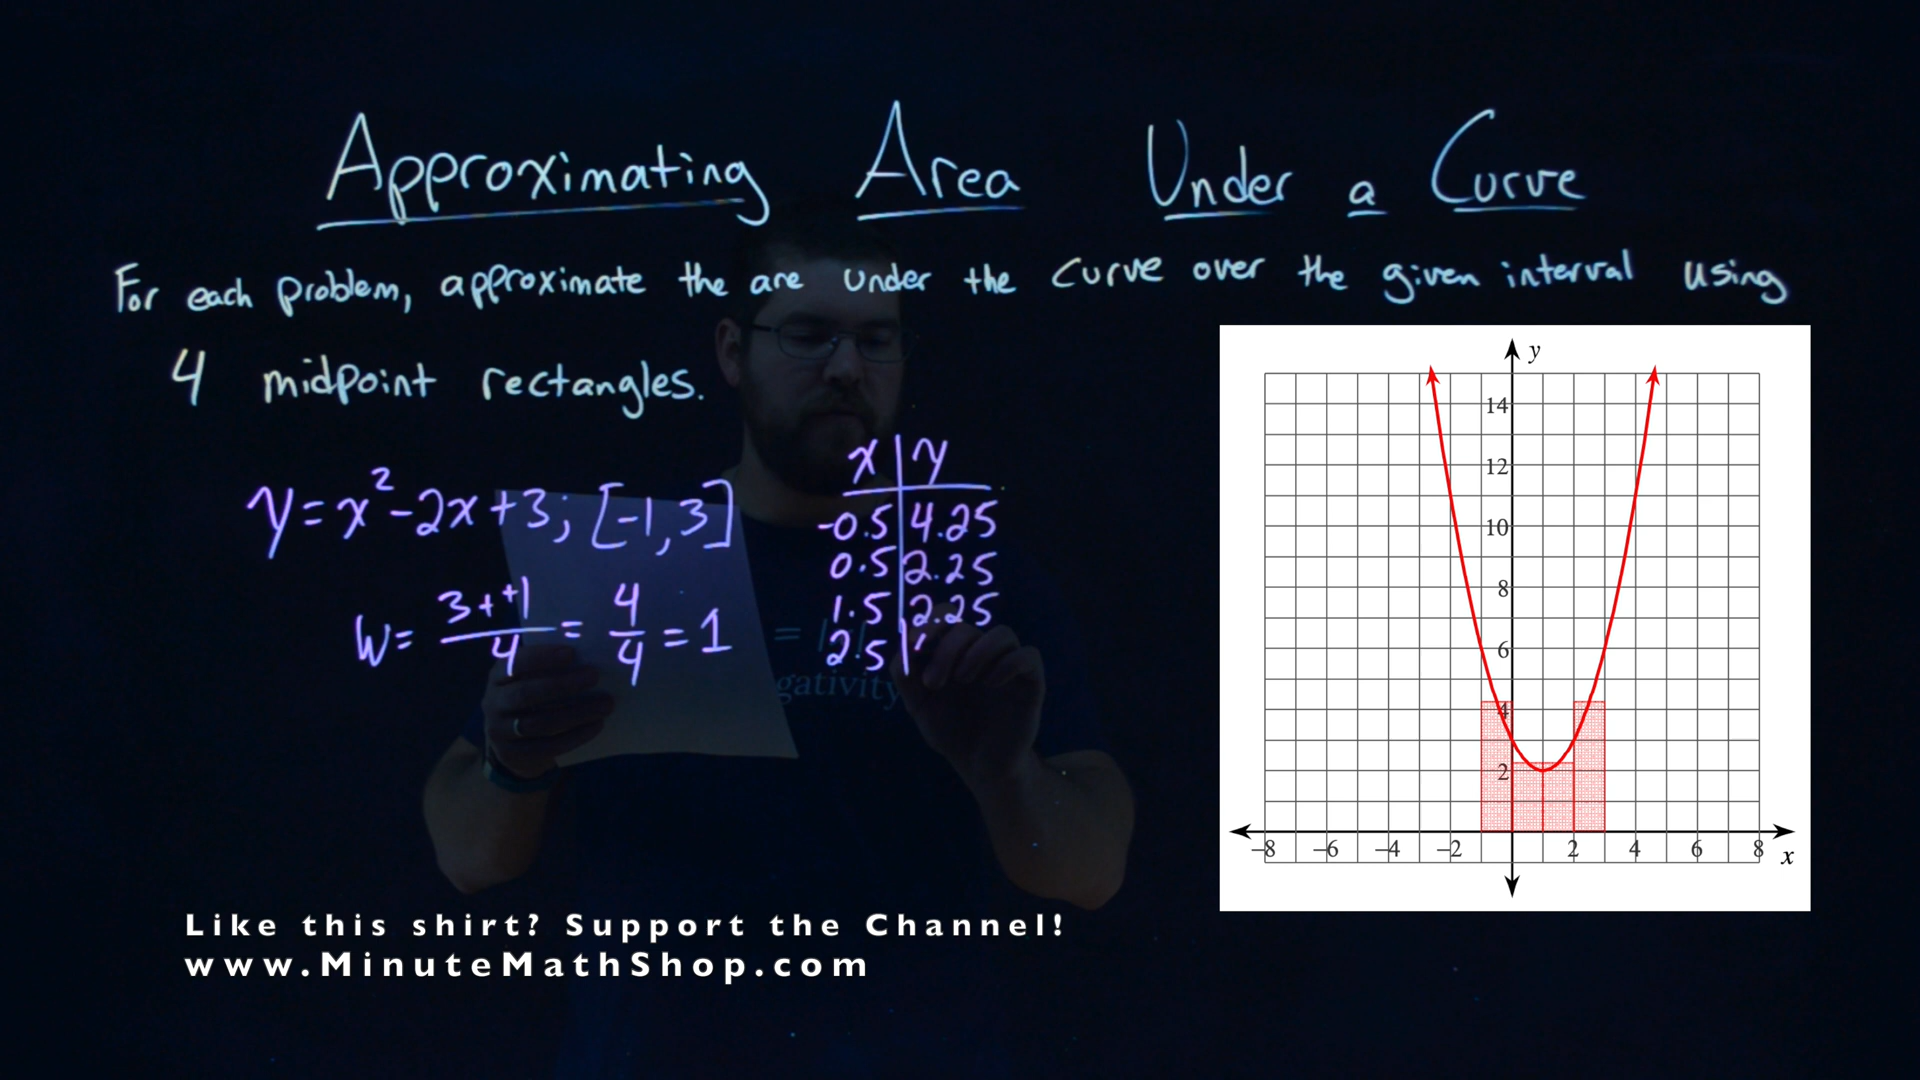 Approximating Area Under a Curve
For each problem, approximate the are under the curve over the given interval using
4 midpoint rectangles.
y=x²-2x+3; [-1,3]
W= 3++1/4 = 4/4 = 1
x | y
-0.5 | 4.25
0.5 | 2.25
1.5 | 2.25
2.5 |
gativity
y
14
12
10
8
6
4
2
−8 −6 −4 −2 2 4 6 8 x
Like this shirt? Support the Channel!
www.MinuteMathShop.com